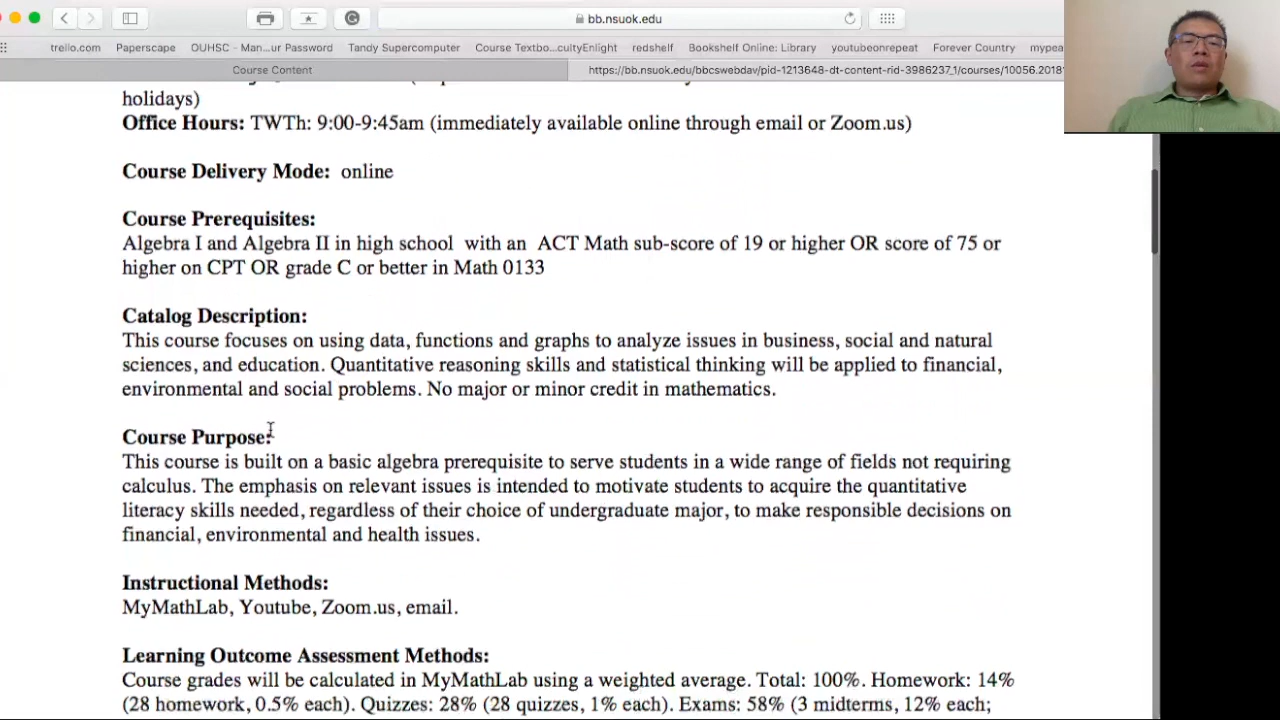 bb.nsuok.edu
trello.com Paperscape OUHSC - Man...ur Password Tandy Supercomputer Course Textbo...cultyEnlight redshelf Bookshelf Online: Library youtubeonrepeat Forever Country mypea
Course Content https://bb.nsuok.edu/bbcswebdav/pid-1213648-dt-content-rid-3986237_1/courses/10056.20181
holidays)
Office Hours: TWTh: 9:00-9:45am (immediately available online through email or Zoom.us)
Course Delivery Mode: online
Course Prerequisites:
Algebra I and Algebra II in high school with an ACT Math sub-score of 19 or higher OR score of 75 or
higher on CPT OR grade C or better in Math 0133
Catalog Description:
This course focuses on using data, functions and graphs to analyze issues in business, social and natural
sciences, and education. Quantitative reasoning skills and statistical thinking will be applied to financial,
environmental and social problems. No major or minor credit in mathematics.
Course Purpose:
This course is built on a basic algebra prerequisite to serve students in a wide range of fields not requiring
calculus. The emphasis on relevant issues is intended to motivate students to acquire the quantitative
literacy skills needed, regardless of their choice of undergraduate major, to make responsible decisions on
financial, environmental and health issues.
Instructional Methods:
MyMathLab, Youtube, Zoom.us, email.
Learning Outcome Assessment Methods:
Course grades will be calculated in MyMathLab using a weighted average. Total: 100%. Homework: 14%
(28 homework, 0.5% each). Quizzes: 28% (28 quizzes, 1% each). Exams: 58% (3 midterms, 12% each;